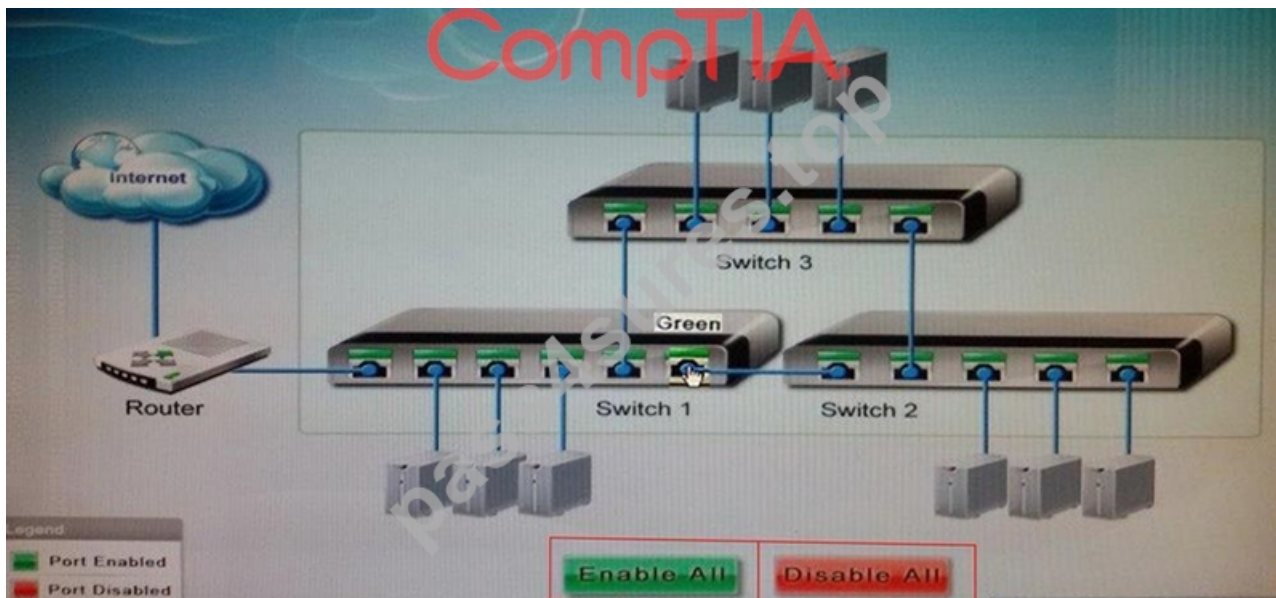 CompTIA.
Internet
Switch 3
Green
Router
Switch 1
Switch 2
Legend
Port Enabled
Port Disabled
Enable All
Disable All